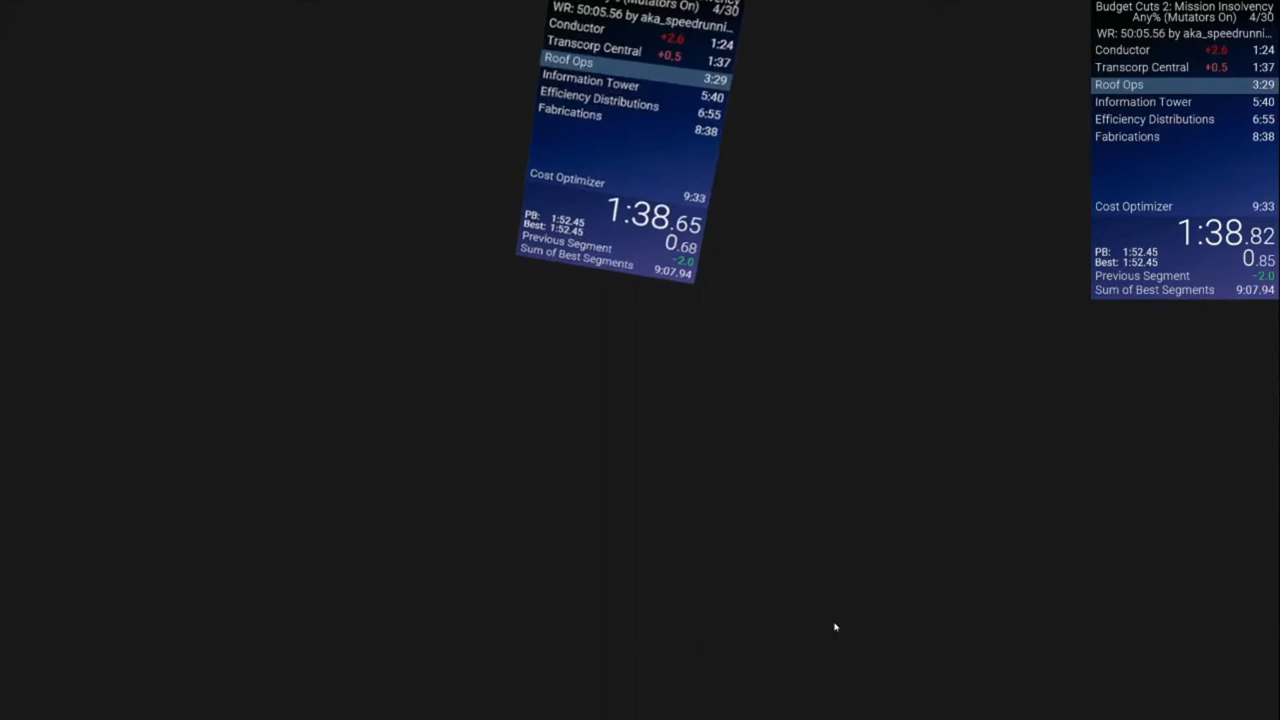 (Mutators On) 4/30
WR: 50:05.56 by aka_speedrunni...
Conductor +2.6 1:24
Transcorp Central +0.5 1:37
Roof Ops 3:29
Information Tower 5:40
Efficiency Distributions 6:55
Fabrications 8:38
Cost Optimizer 9:33
1:38.65
PB: 1:52.45
Best: 1:52.45 0.68
Previous Segment -2.0
Sum of Best Segments 9:07.94
Budget Cuts 2: Mission Insolvency
Any% (Mutators On) 4/30
WR: 50:05.56 by aka_speedrunni...
Conductor +2.6 1:24
Transcorp Central +0.5 1:37
Roof Ops 3:29
Information Tower 5:40
Efficiency Distributions 6:55
Fabrications 8:38
Cost Optimizer 9:33
1:38.82
PB: 1:52.45
Best: 1:52.45 0.85
Previous Segment -2.0
Sum of Best Segments 9:07.94